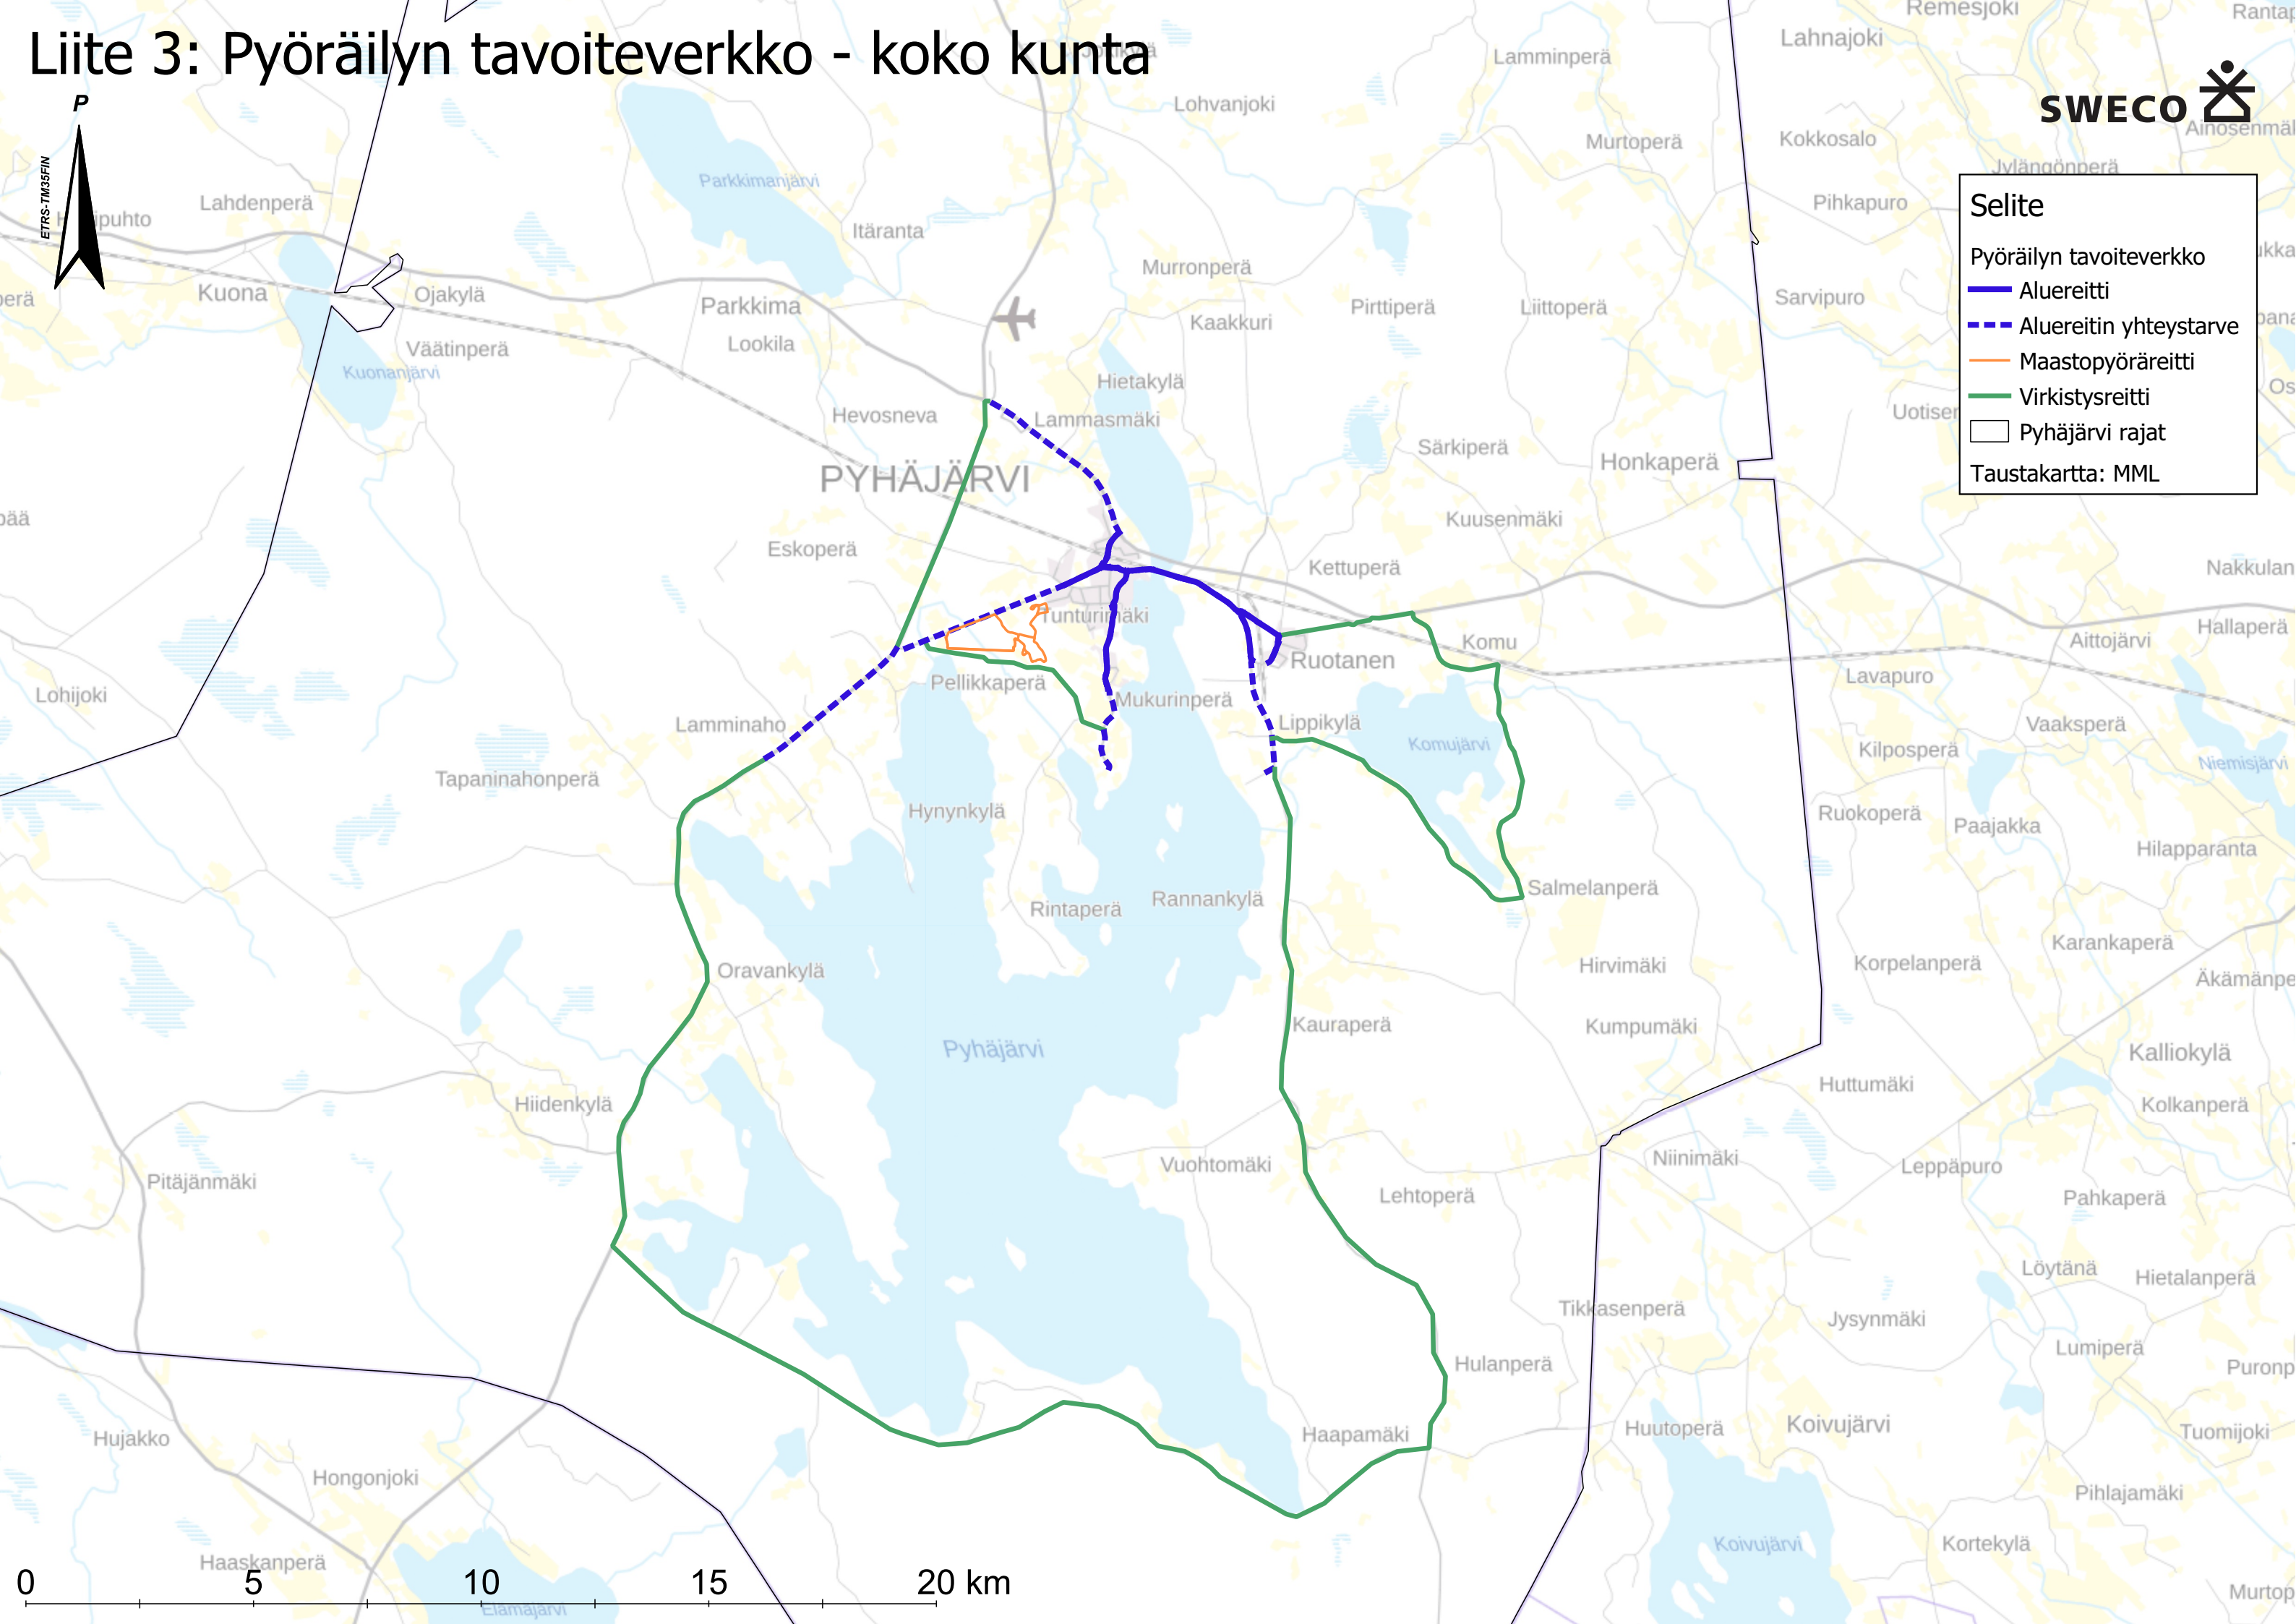 Liite 3: Pyöräilyn tavoiteverkko - koko kunta
P
ETRS-TM35FIN
SWECO
Selite
Pyöräilyn tavoiteverkko
Aluereitti
Aluereitin yhteystarve
Maastopyöräreitti
Virkistysreitti
Pyhäjärvi rajat
Taustakartta: MML
Remesjoki
Lahnajoki
Lamminperä
Lohvanjoki
Murtoperä
Kokkosalo
Jylängönperä
Parkkimanjärvi
Lahdenperä
Pihkapuro
Itäranta
Murronperä
Kuona
Ojakylä
Parkkima
Pirttiperä
Liittoperä
Sarvipuro
Kaakkuri
Lookila
Väätinperä
Kuonanjärvi
Hietakylä
Hevosneva
Lammasmäki
Särkiperä
Honkaperä
PYHÄJÄRVI
Kuusenmäki
Eskoperä
Kettuperä
Tunturimäki
Komu
Hallaperä
Aittojärvi
Ruotanen
Lavapuro
Pellikkaperä
Mukurinperä
Lohijoki
Lamminaho
Lippikylä
Vaaksperä
Komujärvi
Kilposperä
Niemisjärvi
Tapaninahonperä
Hynynkylä
Ruokoperä
Paajakka
Hilapparanta
Salmelanperä
Rannankylä
Rintaperä
Karankaperä
Oravankylä
Hirvimäki
Korpelanperä
Kauraperä
Kumpumäki
Pyhäjärvi
Kalliokylä
Huttumäki
Hiidenkylä
Kolkanperä
Niinimäki
Vuohtomäki
Leppäpuro
Pitäjänmäki
Lehtoperä
Pahkaperä
Löytänä
Hietalanperä
Tikkasenperä
Jysynmäki
Lumiperä
Hulanperä
Huutoperä
Koivujärvi
Haapamäki
Tuomijoki
Hujakko
Hongonjoki
Pihlajamäki
Koivujärvi
Kortekylä
Haaskanperä
0 5 10 15 20 km
Elämäjärvi